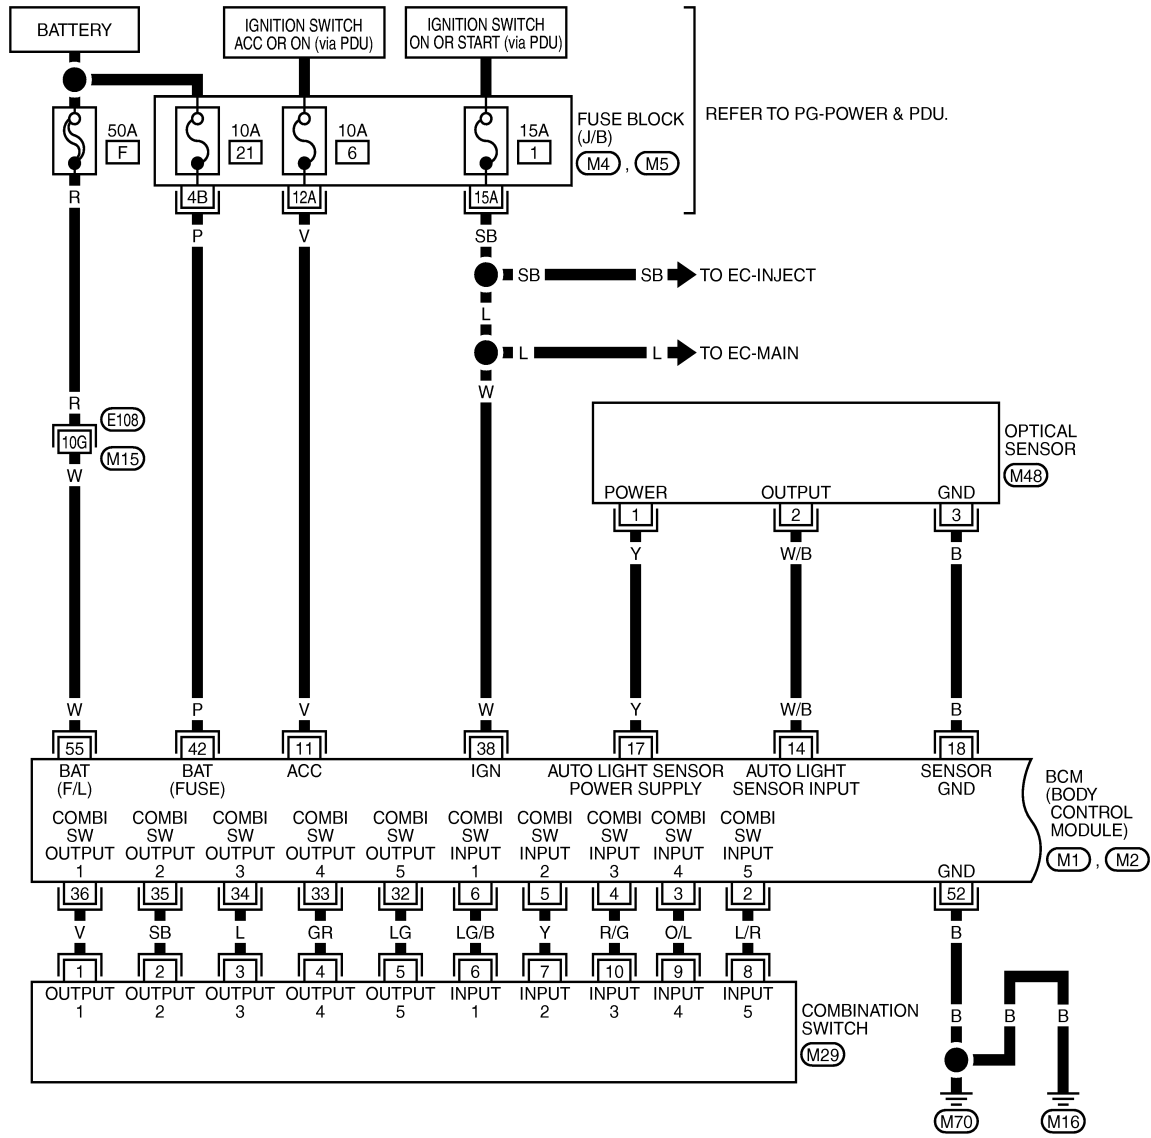 BATTERY
IGNITION SWITCH
ACC OR ON (via PDU)
IGNITION SWITCH
ON OR START (via PDU)
50A
F
10A
21
10A
6
15A
1
FUSE BLOCK
(J/B)
M4 , M5
REFER TO PG-POWER & PDU.
4B
12A
15A
R
P
V
SB
SB
SB
TO EC-INJECT
L
L
L
TO EC-MAIN
W
R
E108
10G
M15
W
OPTICAL
SENSOR
M48
POWER
OUTPUT
GND
1
2
3
Y
W/B
B
W
P
V
W
Y
W/B
B
55
42
11
38
17
14
18
BAT
(F/L)
BAT
(FUSE)
ACC
IGN
AUTO LIGHT SENSOR
POWER SUPPLY
AUTO LIGHT
SENSOR INPUT
SENSOR
GND
BCM
(BODY
CONTROL
MODULE)
M1 , M2
COMBI
SW
OUTPUT
1
COMBI
SW
OUTPUT
2
COMBI
SW
OUTPUT
3
COMBI
SW
OUTPUT
4
COMBI
SW
OUTPUT
5
COMBI
SW
INPUT
1
COMBI
SW
INPUT
2
COMBI
SW
INPUT
3
COMBI
SW
INPUT
4
COMBI
SW
INPUT
5
GND
36
35
34
33
32
6
5
4
3
2
52
V
SB
L
GR
LG
LG/B
Y
R/G
O/L
L/R
B
1
2
3
4
5
6
7
10
9
8
OUTPUT
1
OUTPUT
2
OUTPUT
3
OUTPUT
4
OUTPUT
5
INPUT
1
INPUT
2
INPUT
3
INPUT
4
INPUT
5
COMBINATION
SWITCH
M29
B
B
B
M70
M16